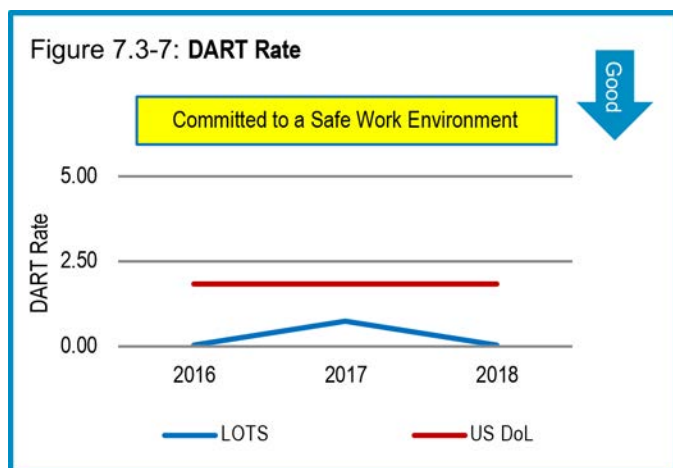 Figure 7.3-7: DART Rate
Good
Committed to a Safe Work Environment
5.00
2.50
0.00
DART Rate
2016 2017 2018
LOTS US DoL